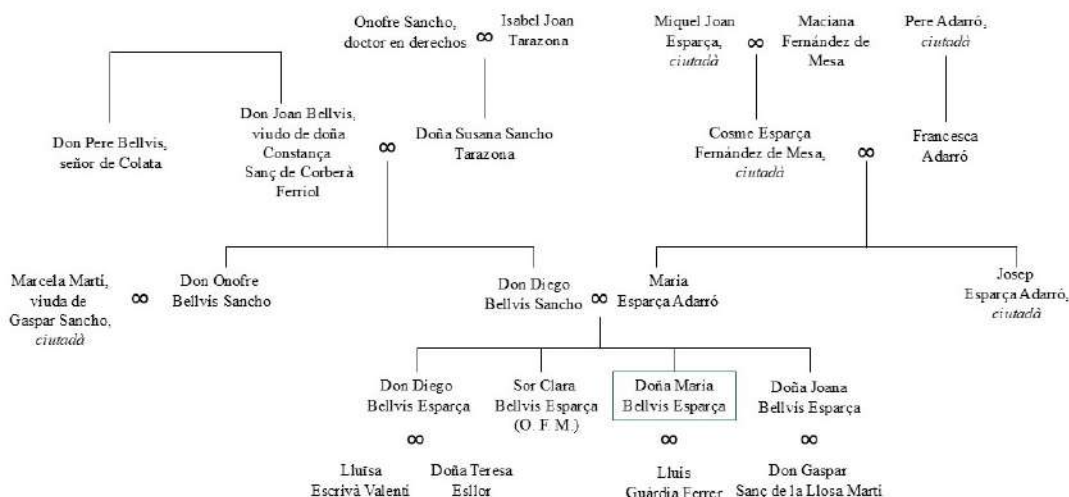 Onofre Sancho,
doctor en derechos
∞
Isabel Joan
Tarazona
Miquel Joan
Esparça,
ciutadà
∞
Maciana
Fernández de
Mesa
Pere Adarró,
ciutadà
Don Pere Bellvis,
señor de Colata
Don Joan Bellvis,
viudo de doña
Constança
Sanç de Corberà
Ferriol
∞
Doña Susana Sancho
Tarazona
Cosme Esparça
Fernández de Mesa,
ciutadà
∞
Francesca
Adarró
Marcela Martí,
viuda de
Gaspar Sancho,
ciutadà
∞
Don Onofre
Bellvis Sancho
Don Diego
Bellvis Sancho
∞
Maria
Esparça Adarró
Josep
Esparça Adarró,
ciutadà
Don Diego
Bellvis Esparça
Sor Clara
Bellvis Esparça
(O. F. M.)
Doña Maria
Bellvis Esparça
Doña Joana
Bellvis Esparça
∞
∞
∞
Lluïsa
Escrivà Valentí
Doña Teresa
Esllor
Lluis
Guàrdia Ferrer
Don Gaspar
Sanç de la Llosa Martí